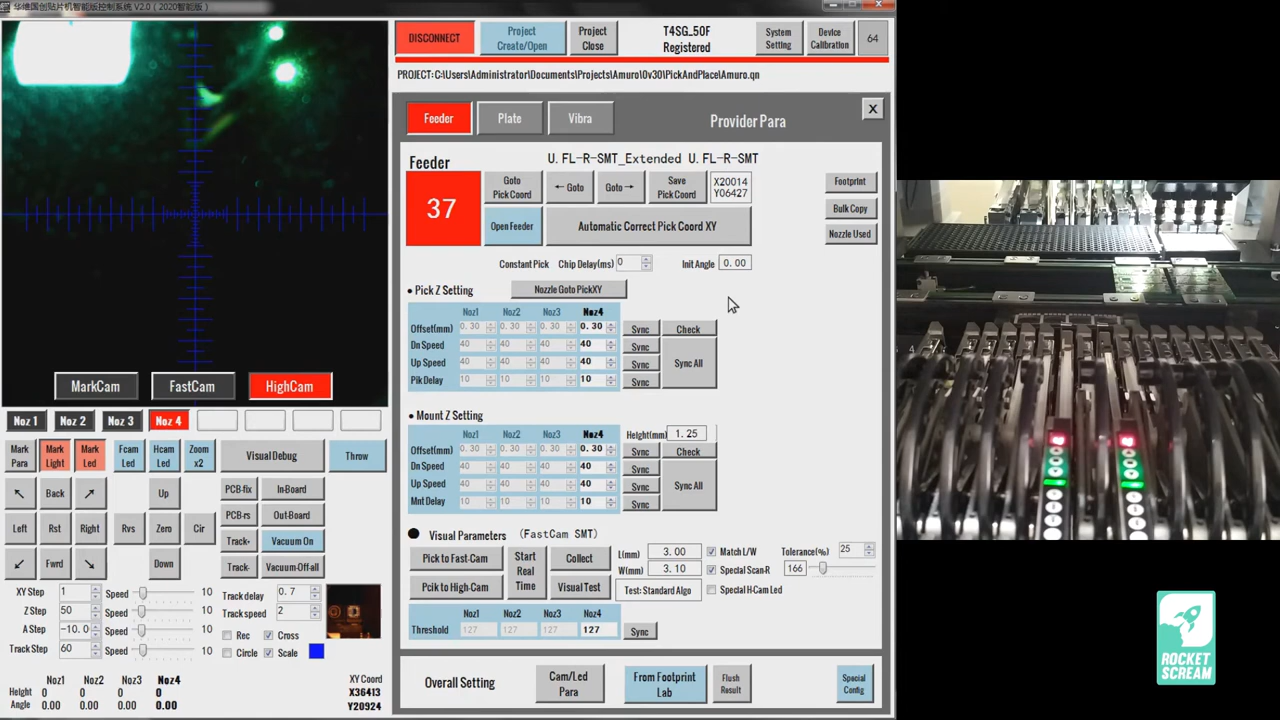 华维国创贴片机智能版控制系统 V2.0（2020智能版）
DISCONNECT
Project Create/Open
Project Close
T4SG_50F Registered
System Setting
Device Calibration
64
PROJECT: C:\Users\Administrator\Documents\Projects\Amuro\0v30\PickAndPlace\Amuro.qn
Feeder
Plate
Vibra
Provider Para
X
Feeder
U.FL-R-SMT_Extended U.FL-R-SMT
37
Goto Pick Coord
← Goto
Goto →
Save Pick Coord
X20014
Y06427
Footprint
Bulk Copy
Nozzle Used
Open Feeder
Automatic Correct Pick Coord XY
Constant Pick
Chip Delay(ms)
0
Init Angle
0.00
• Pick Z Setting
Nozzle Goto PickXY
Noz1 Noz2 Noz3 Noz4
Offset(mm) 0.30 0.30 0.30 0.30 Sync Check
Dn Speed 40 40 40 40 Sync
Up Speed 40 40 40 40 Sync Sync All
Pik Delay 10 10 10 10 Sync
• Mount Z Setting
Noz1 Noz2 Noz3 Noz4 Height(mm) 1.25
Offset(mm) 0.30 0.30 0.30 0.30 Sync Check
Dn Speed 40 40 40 40 Sync
Up Speed 40 40 40 40 Sync Sync All
Mnt Delay 10 10 10 10 Sync
Visual Parameters (FastCam SMT)
Pick to Fast-Cam
Start Real Time
Collect
L(mm) 3.00
Match L/W
Tolerance(%) 25
Pcik to High-Cam
Visual Test
W(mm) 3.10
Special Scan-R
166
Test: Standard Algo
Special H-Cam Led
Noz1 Noz2 Noz3 Noz4
Threshold 127 127 127 127 Sync
Overall Setting
Cam/Led Para
From Footprint Lab
Flush Result
Special Config
MarkCam
FastCam
HighCam
Noz 1
Noz 2
Noz 3
Noz 4
Mark Para
Mark Light
Mark Led
Fcam Led
Hcam Led
Zoom x2
Visual Debug
Throw
Back
Up
PCB-fix
In-Board
Left
Rst
Right
Rvs
Zero
Cir
PCB-rs
Out-Board
Track+
Vacuum On
Fwrd
Down
Track-
Vacuum-Off-all
XY Step 1 Speed 10
Z Step 50 Speed 10
A Step -10.0 Speed 10
Track Step 60 Speed 10
Track delay 0.7
Track speed 2
Rec
Cross
Circle
Scale
Noz1 Noz2 Noz3 Noz4
Height 0.00 0.00 0.00 0.00
Angle 0.00 0.00 0.00 0.00
XY Coord
X36413
Y20924
ROCKET
SCREAM